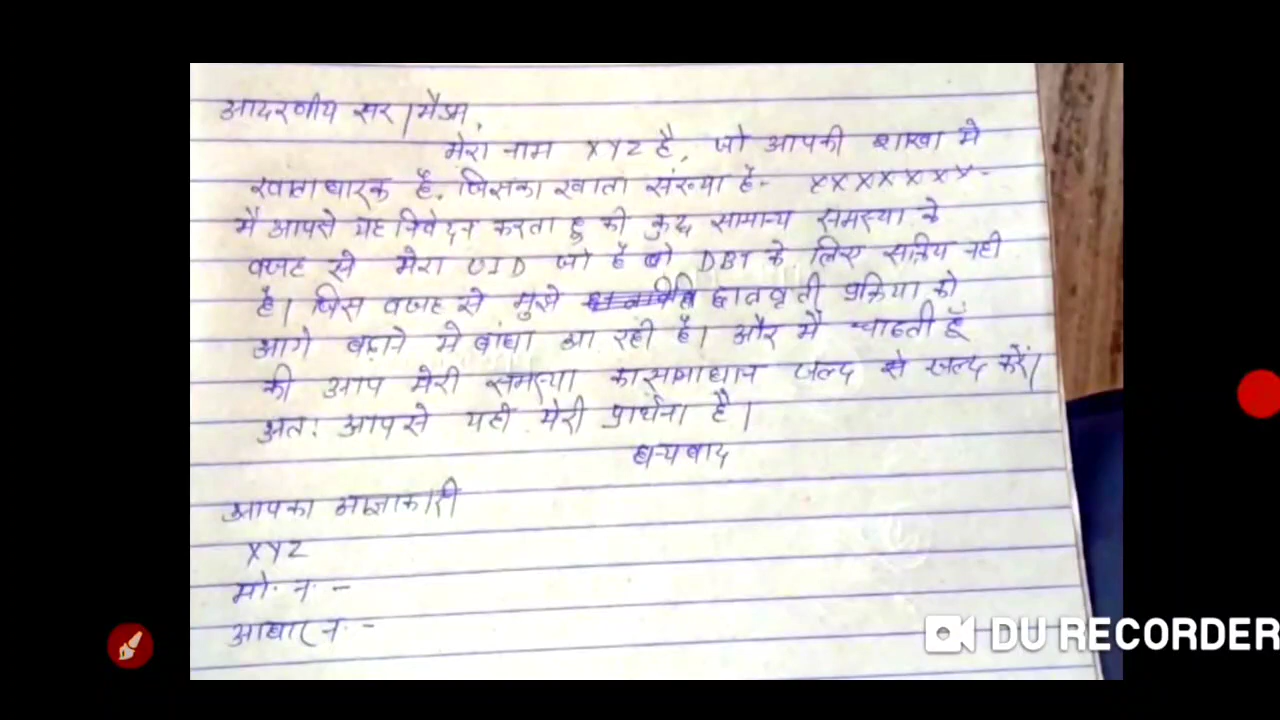 आदरणीय सर/मैडम,
मेरा नाम XYZ है, जो आपकी शाखा मे
खाताधारक है, जिसका खाता संख्या है- XXXXXXX-
मै आपसे यह निवेदन करता हु की कुछ सामान्य समस्या के
वजह से मेरा UID जो है वो DBT के लिए सक्रिय नही
है। जिस वजह से मुझे छात्रवृती प्रक्रिया को
आगे बढ़ाने मे बांधा आ रही है। और मैं चाहती हूँ
की आप मेरी समस्या का समाधान जल्द से जल्द करें।
अतः आपसे यही मेरी प्रार्थना है।
धन्यवाद
आपका आज्ञाकारी
XYZ
मो. न. -
आधार न. -
DU RECORDER